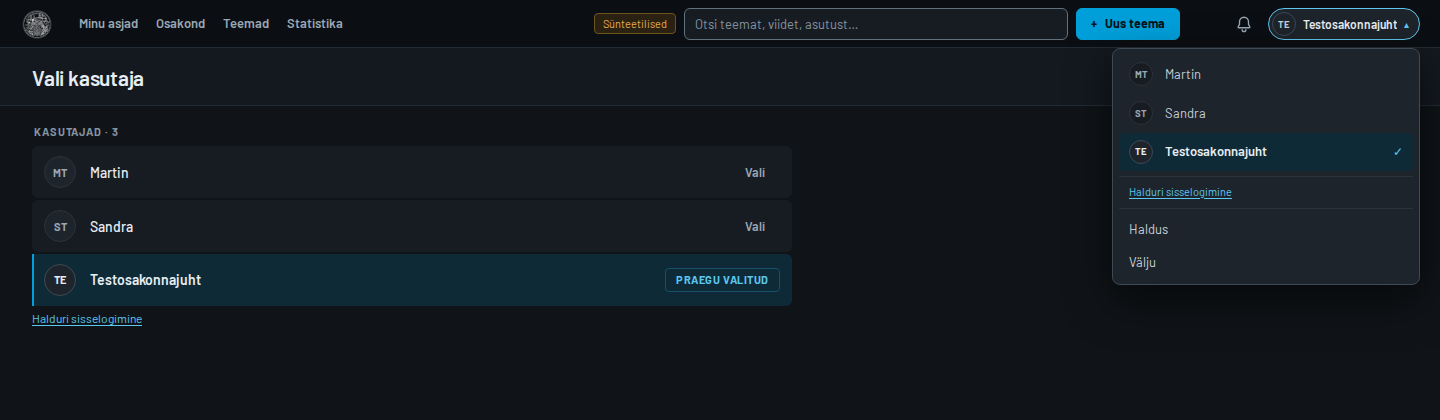 Minu asjad Osakond Teemad Statistika Sünteetilised Otsi teemat, viidet, asutust... + Uus teema TE Testosakonnajuht ▲
Vali kasutaja
KASUTAJAD · 3
MT Martin Vali
ST Sandra Vali
TE Testosakonnajuht PRAEGU VALITUD
Halduri sisselogimine
MT Martin
ST Sandra
TE Testosakonnajuht ✓
Halduri sisselogimine
Haldus
Välju